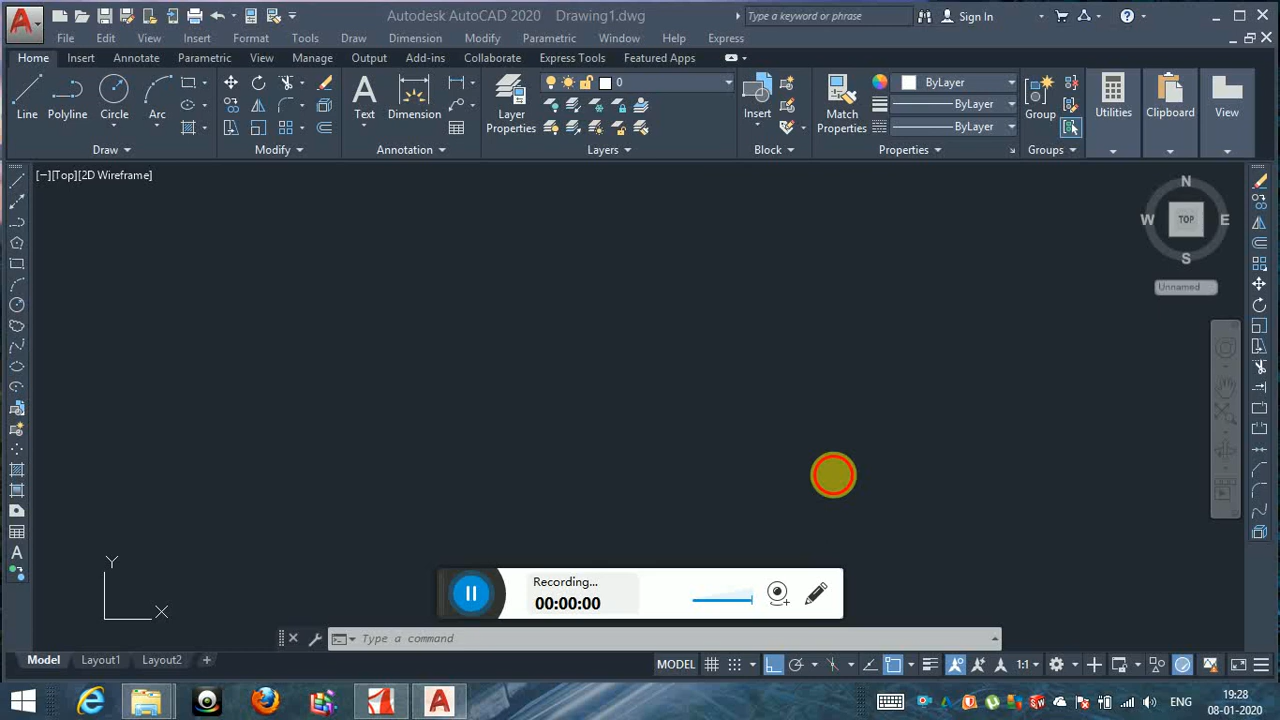 Autodesk AutoCAD 2020 Drawing1.dwg
Type a keyword or phrase
Sign In
File Edit View Insert Format Tools Draw Dimension Modify Parametric Window Help Express
Home Insert Annotate Parametric View Manage Output Add-ins Collaborate Express Tools Featured Apps
0
ByLayer
ByLayer
ByLayer
Line Polyline Circle Arc
Text Dimension
Layer
Properties
Insert
Match
Properties
Group
Utilities
Clipboard
View
Draw
Modify
Annotation
Layers
Block
Properties
Groups
[−][Top][2D Wireframe]
N
W
TOP
E
S
Unnamed
A
Y
X
Recording...
00:00:00
Type a command
Model Layout1 Layout2 +
MODEL
1:1
ENG
19:28
08-01-2020